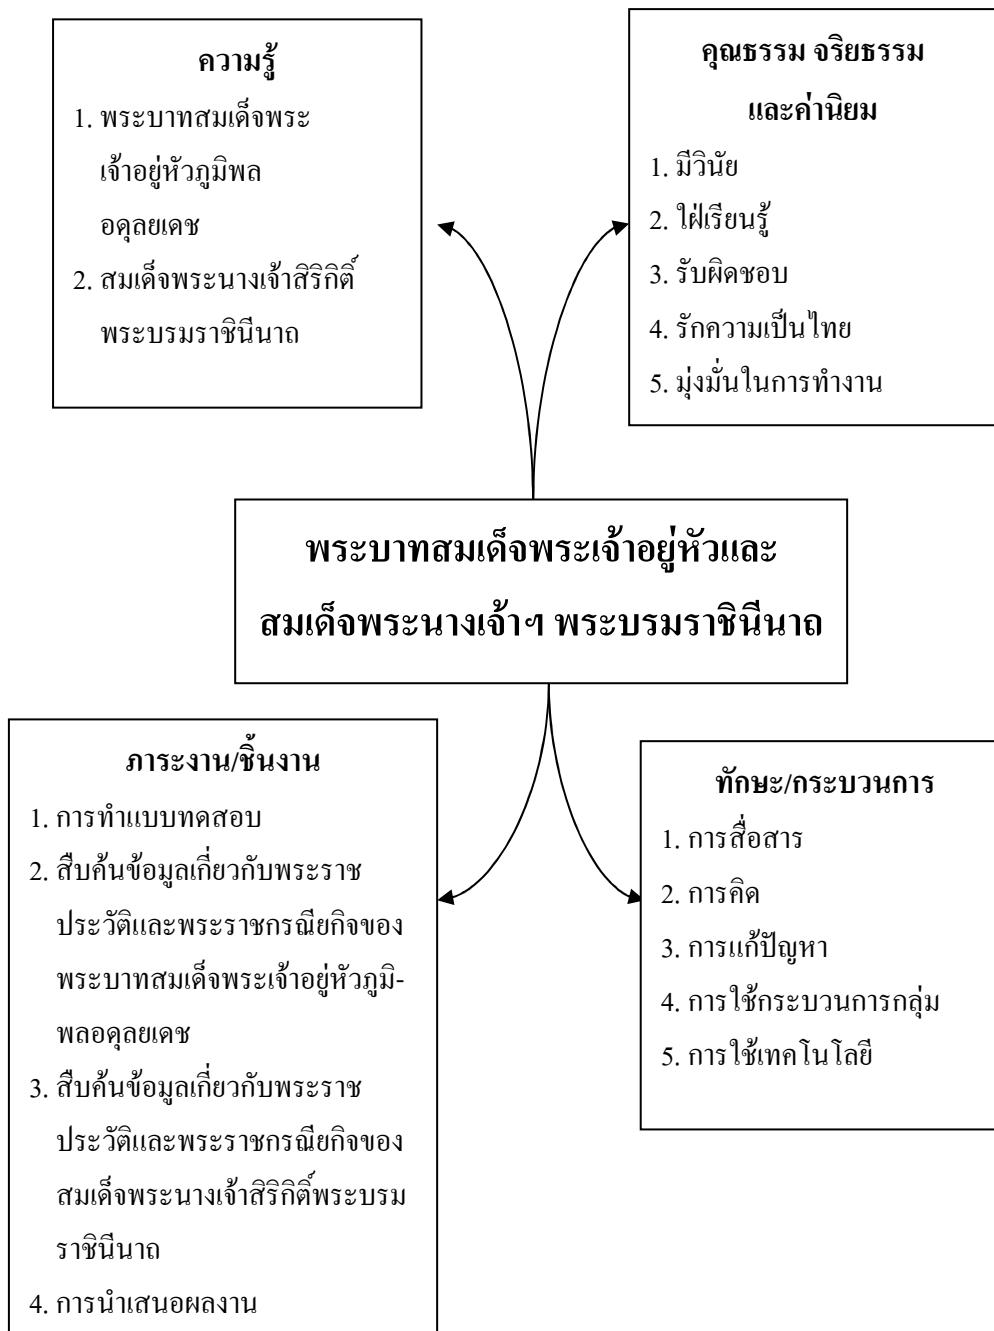 ความรู้
1. พระบาทสมเด็จพระ
เจ้าอยู่หัวภูมิพล
อดุลยเดช
2. สมเด็จพระนางเจ้าสิริกิติ์
พระบรมราชินีนาถ
คุณธรรม จริยธรรม
และค่านิยม
1. มีวินัย
2. ใฝ่เรียนรู้
3. รับผิดชอบ
4. รักความเป็นไทย
5. มุ่งมั่นในการทำงาน
พระบาทสมเด็จพระเจ้าอยู่หัวและ
สมเด็จพระนางเจ้าฯ พระบรมราชินีนาถ
ภาระงาน/ชิ้นงาน
1. การทำแบบทดสอบ
2. สืบค้นข้อมูลเกี่ยวกับพระราช
ประวัติและพระราชกรณียกิจของ
พระบาทสมเด็จพระเจ้าอยู่หัวภูมิ-
พลอดุลยเดช
3. สืบค้นข้อมูลเกี่ยวกับพระราช
ประวัติและพระราชกรณียกิจของ
สมเด็จพระนางเจ้าสิริกิติ์พระบรม
ราชินีนาถ
4. การนำเสนอผลงาน
ทักษะ/กระบวนการ
1. การสื่อสาร
2. การคิด
3. การแก้ปัญหา
4. การใช้กระบวนการกลุ่ม
5. การใช้เทคโนโลยี